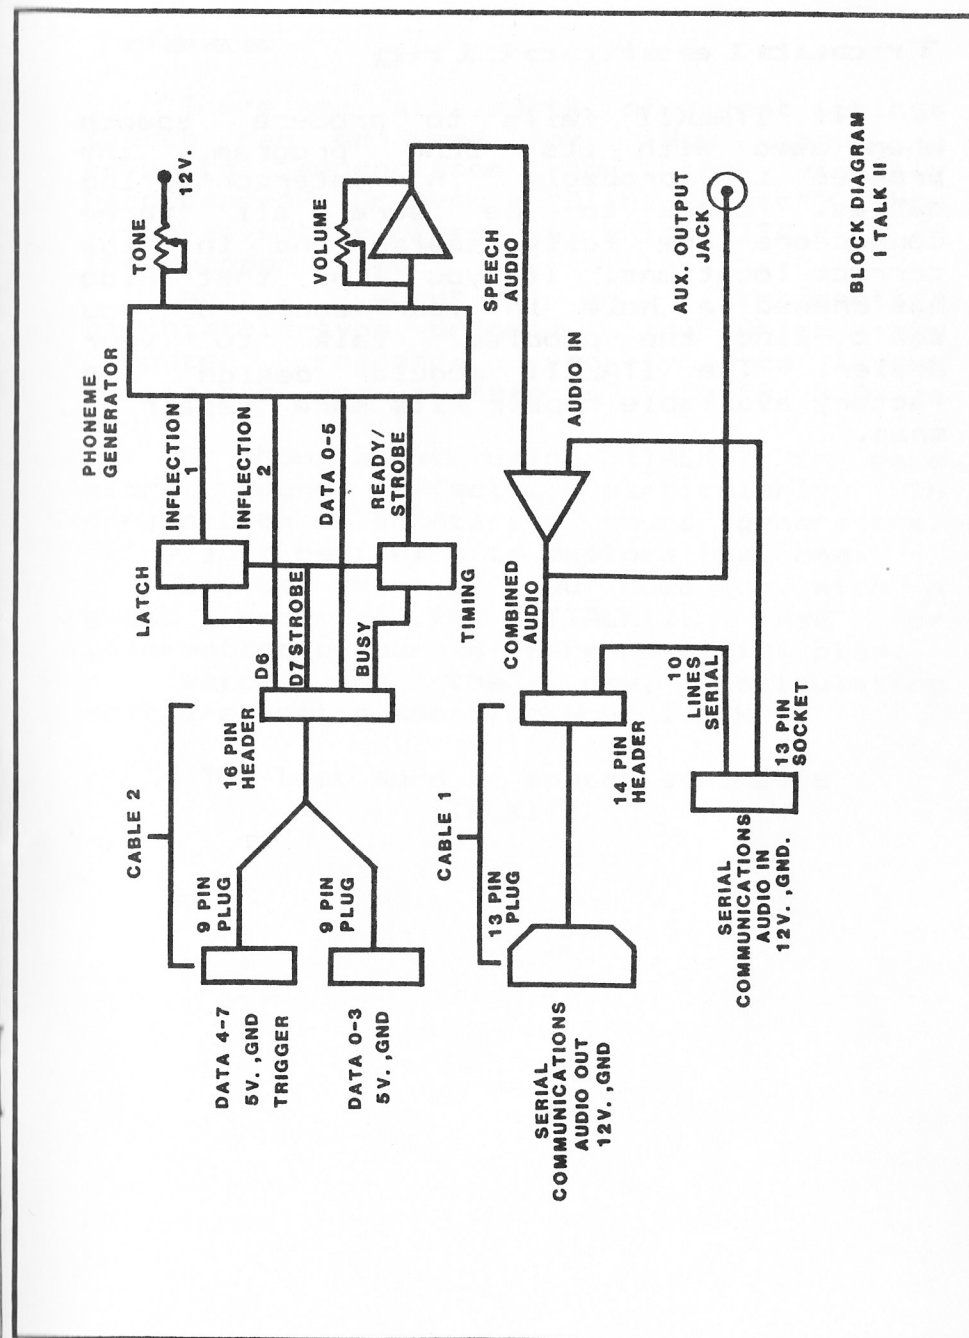 DATA 4-7
5V. ,GND
TRIGGER
DATA 0-3
5V. ,GND
9 PIN
PLUG
9 PIN
PLUG
CABLE 2
16 PIN
HEADER
D6
D7 STROBE
BUSY
LATCH
TIMING
INFLECTION
1
INFLECTION
2
DATA 0-5
READY/
STROBE
PHONEME
GENERATOR
TONE
12V.
VOLUME
SPEECH
AUDIO
SERIAL
COMMUNICATIONS
AUDIO OUT
12V. ,GND
13 PIN
PLUG
CABLE 1
14 PIN
HEADER
COMBINED
AUDIO
AUDIO IN
AUX. OUTPUT
JACK
10
LINES
SERIAL
13 PIN
SOCKET
SERIAL
COMMUNICATIONS
AUDIO IN
12V. ,GND.
BLOCK DIAGRAM
I TALK II